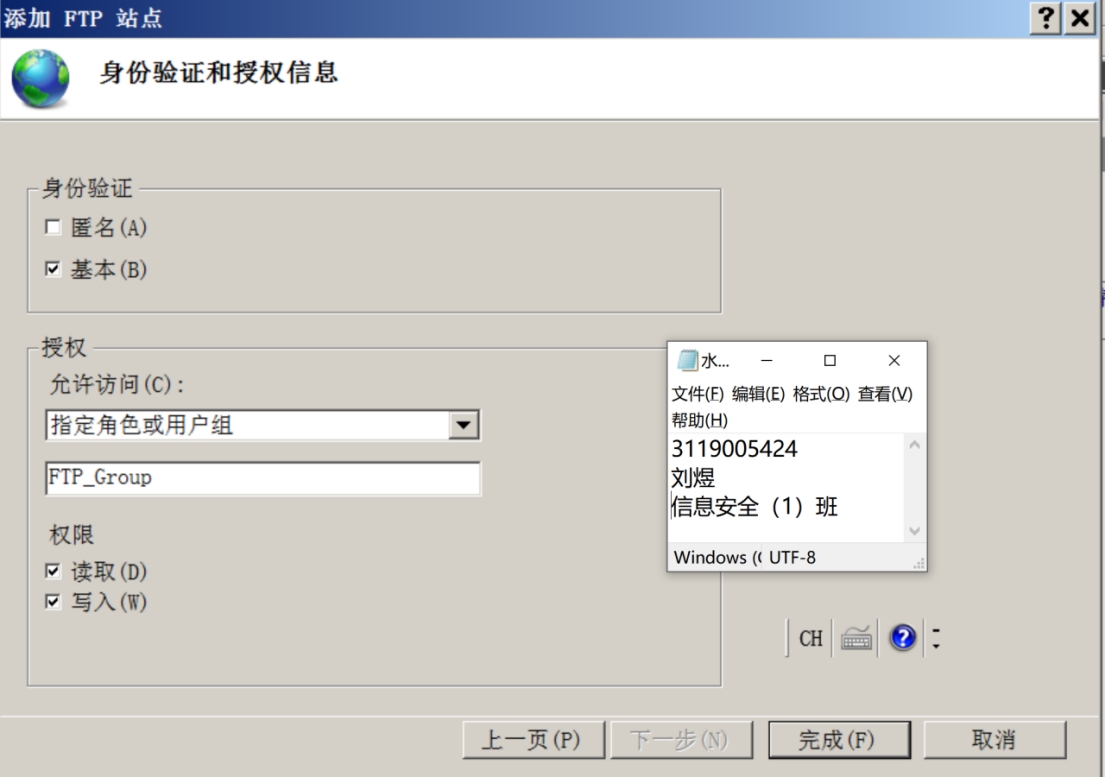 添加 FTP 站点
身份验证和授权信息
身份验证
匿名(A)
基本(B)
授权
允许访问(C):
指定角色或用户组
FTP_Group
权限
读取(D)
写入(W)
水...
文件(F) 编辑(E) 格式(O) 查看(V)
帮助(H)
3119005424
刘煜
信息安全（1）班
Windows (C UTF-8
CH
上一页(P) 下一步(N) 完成(F) 取消